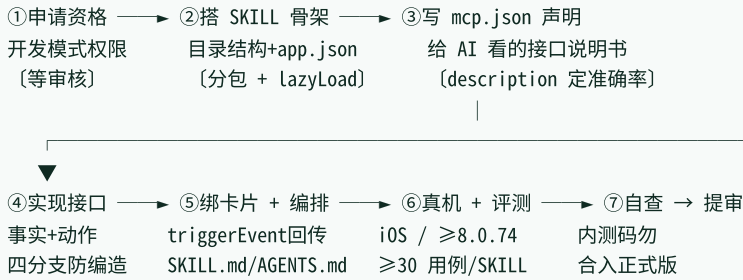 ①申请资格 ──► ②搭 SKILL 骨架 ──► ③写 mcp.json 声明
开发模式权限 目录结构+app.json 给 AI 看的接口说明书
〔等审核〕 〔分包 + lazyLoad〕 〔description 定准确率〕
④实现接口 ──► ⑤绑卡片 + 编排 ──► ⑥真机 + 评测 ──► ⑦自查 → 提审
事实+动作 triggerEvent回传 iOS / ≥8.0.74 内测码勿
四分支防编造 SKILL.md/AGENTS.md ≥30 用例/SKILL 合入正式版